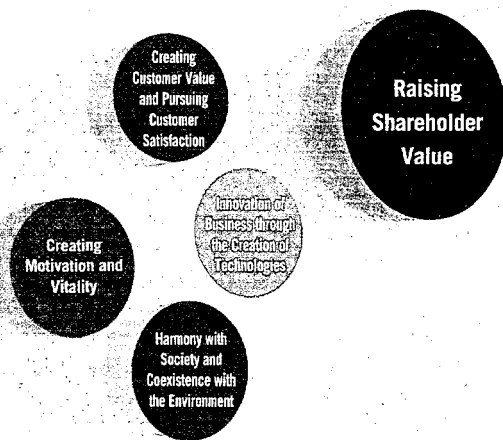 Creating
Customer Value
and Pursuing
Customer
Satisfaction
Raising
Shareholder
Value
Innovation of
Business through
the Creation of
Technologies
Creating
Motivation and
Vitality
Harmony with
Society and
Coexistence with
the Environment